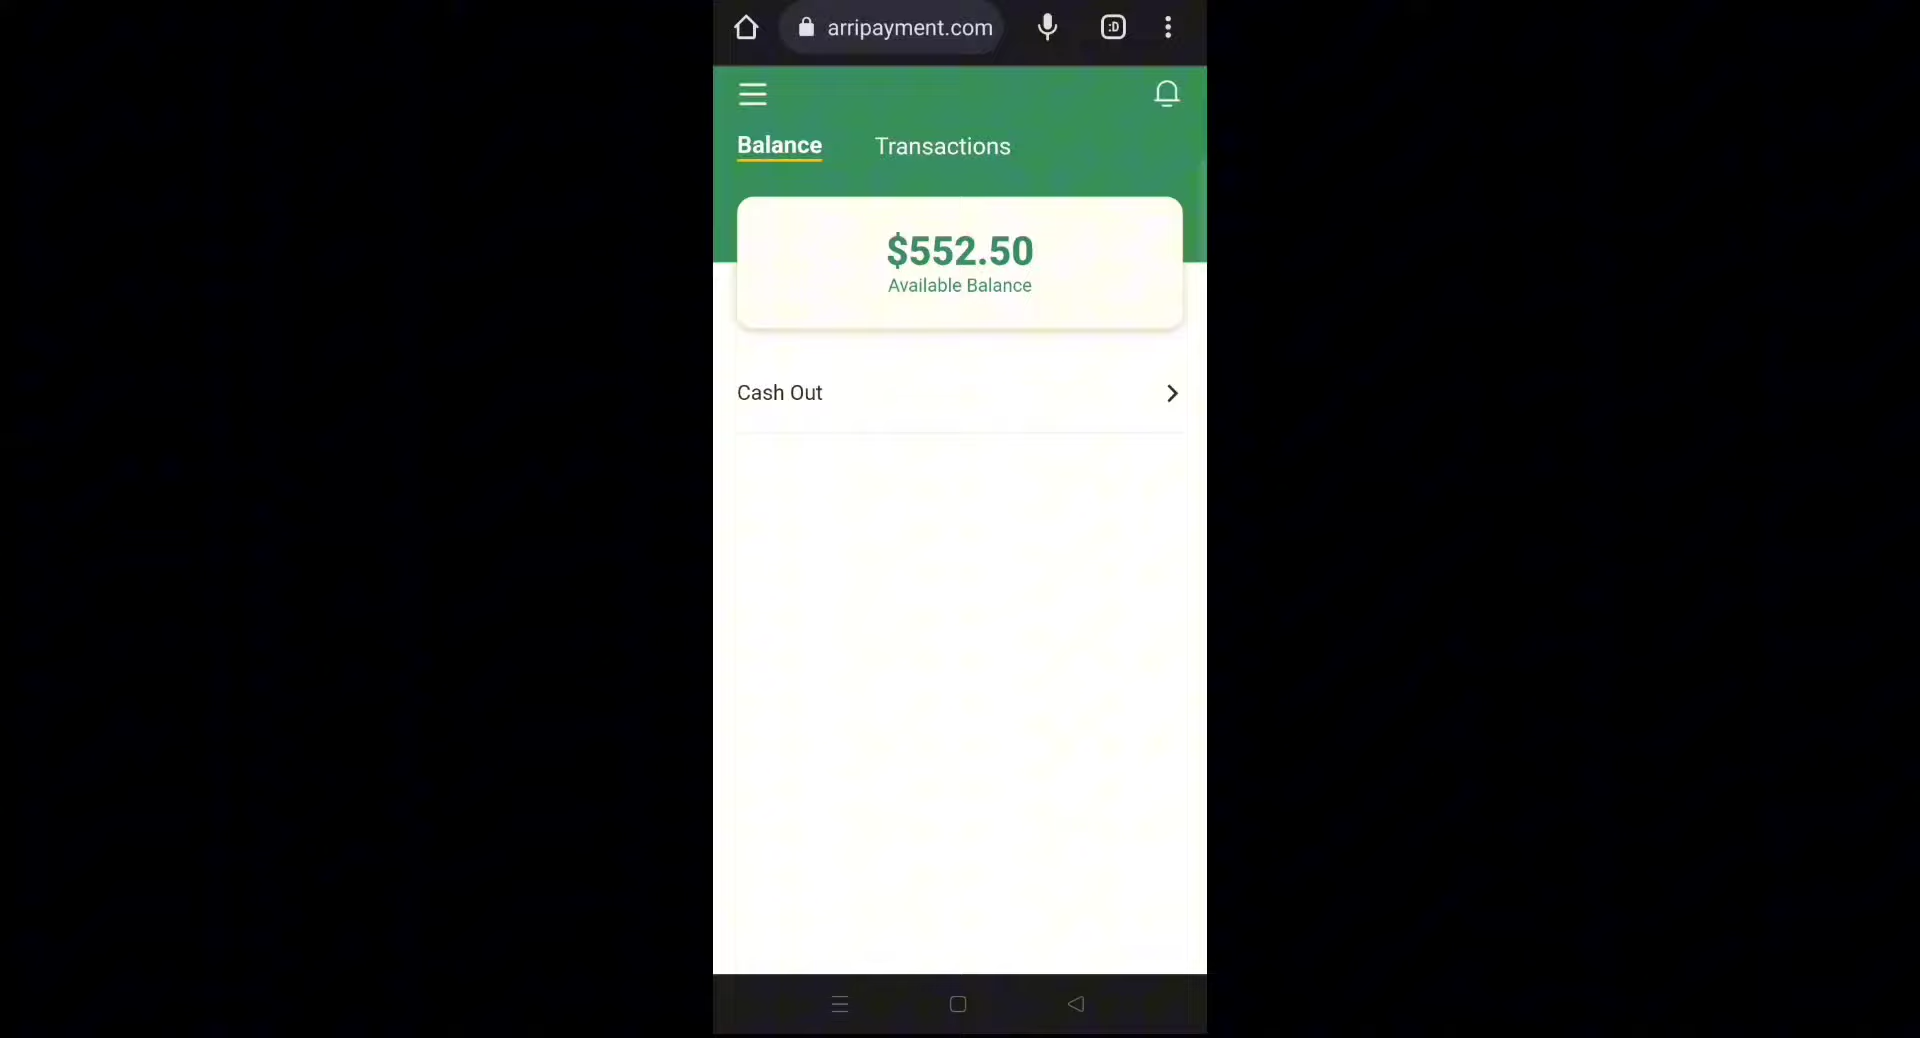 arripayment.com
:D
Balance
Transactions
$552.50
Available Balance
Cash Out